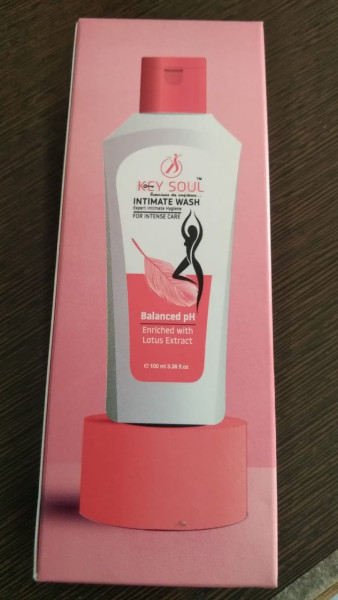 KEY SOUL™
INTIMATE WASH
Expert Intimate Hygiene
FOR INTENSE CARE
Balanced pH
Enriched with
Lotus Extract
100 ml 3.38 fl oz.